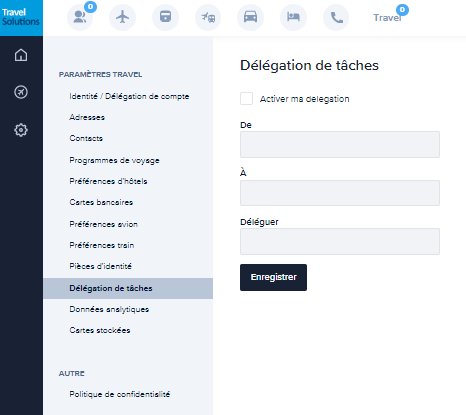 Travel
Solutions
0
Travel
0
PARAMÈTRES TRAVEL
Identité / Délégation de compte
Adresses
Contacts
Programmes de voyage
Préférences d'hôtels
Cartes bancaires
Préférences avion
Préférences train
Pièces d'identité
Délégation de tâches
Données analytiques
Cartes stockées
AUTRE
Politique de confidentialité
Délégation de tâches
Activer ma delegation
De
À
Déléguer
Enregistrer